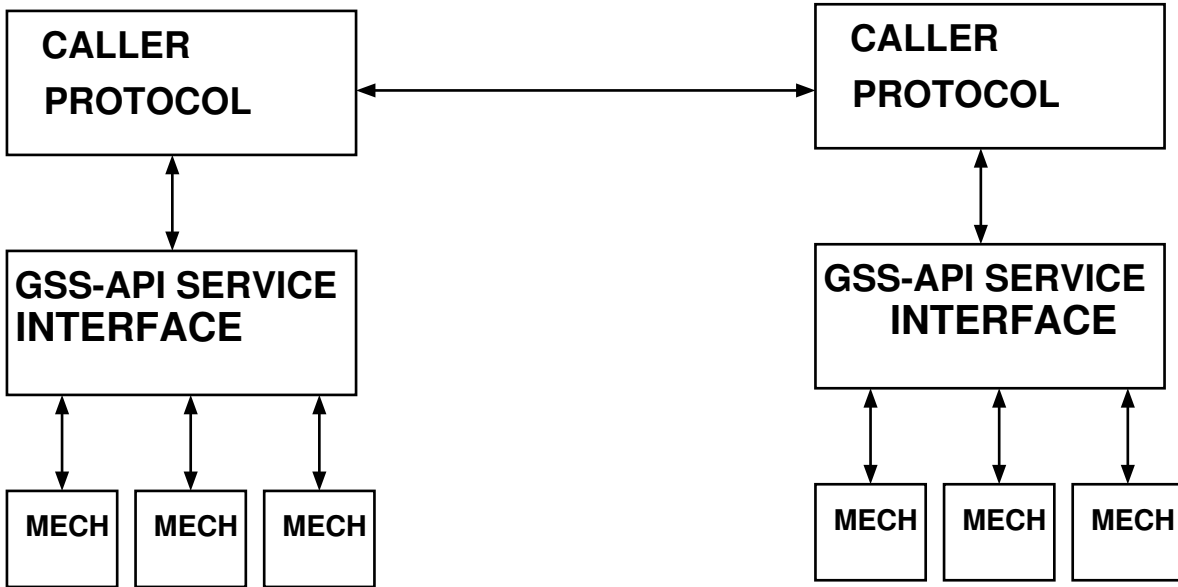 CALLER
PROTOCOL
CALLER
PROTOCOL
GSS-API SERVICE
INTERFACE
GSS-API SERVICE
INTERFACE
MECH
MECH
MECH
MECH
MECH
MECH